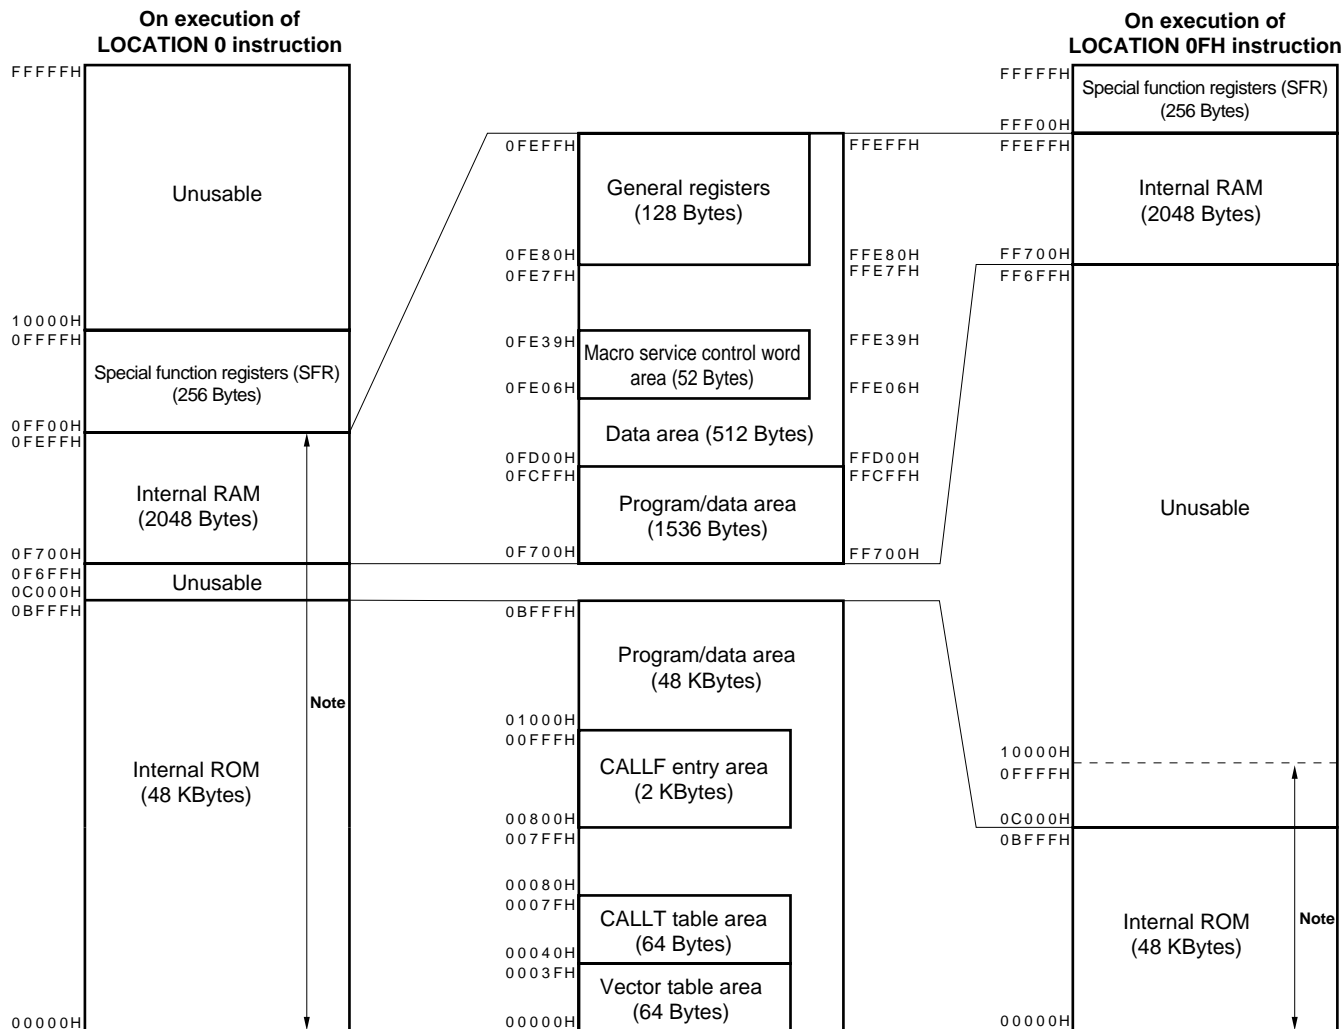 On execution of
LOCATION 0 instruction
FFFFFH
Unusable
10000H
0FFFFH
Special function registers (SFR)
(256 Bytes)
0FF00H
0FEFFH
Internal RAM
(2048 Bytes)
0F700H
0F6FFH
Unusable
0C000H
0BFFFH
Note
Internal ROM
(48 KBytes)
00000H
0FEFFH
General registers
(128 Bytes)
0FE80H
0FE7FH
0FE39H
Macro service control word
area (52 Bytes)
0FE06H
Data area (512 Bytes)
0FD00H
0FCFFH
Program/data area
(1536 Bytes)
0F700H
FFEFFH
FFE80H
FFE7FH
FFE39H
FFE06H
FFD00H
FFCFFH
FF700H
0BFFFH
Program/data area
(48 KBytes)
01000H
00FFFH
CALLF entry area
(2 KBytes)
00800H
007FFH
00080H
0007FH
CALLT table area
(64 Bytes)
00040H
0003FH
Vector table area
(64 Bytes)
00000H
On execution of
LOCATION 0FH instruction
FFFFFH
Special function registers (SFR)
(256 Bytes)
FFF00H
FFEFFH
Internal RAM
(2048 Bytes)
FF700H
FF6FFH
Unusable
10000H
0FFFFH
0C000H
0BFFFH
Internal ROM
(48 KBytes)
Note
00000H